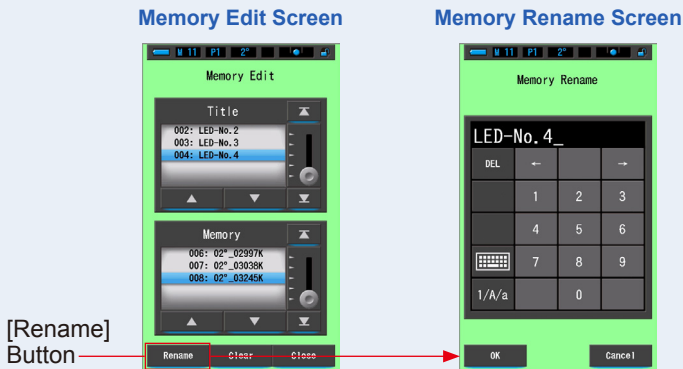 Memory Edit Screen
M 11 P1 2°
Memory Edit
Title
002: LED-No.2
003: LED-No.3
004: LED-No.4
Memory
006: 02°_02997K
007: 02°_03038K
008: 02°_03245K
Rename Clear Close
[Rename]
Button
Memory Rename Screen
M 11 P1 2°
Memory Rename
LED-No.4_
DEL ← →
1 2 3
4 5 6
7 8 9
1/A/a 0
OK Cancel